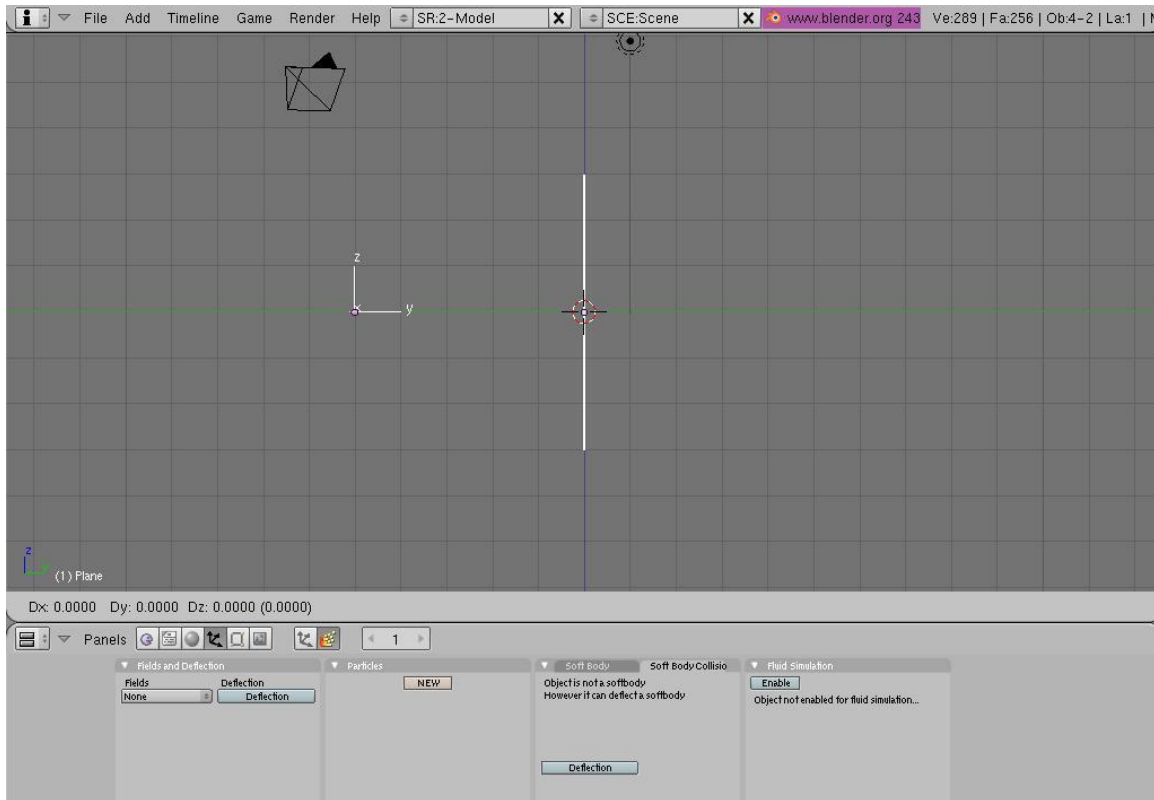 File Add Timeline Game Render Help SR:2-Model SCE:Scene www.blender.org 243 Ve:289 | Fa:256 | Ob:4-2 | La:1 |
z
y
z
(1) Plane
Dx: 0.0000 Dy: 0.0000 Dz: 0.0000 (0.0000)
Panels 1
Fields and Deflection
Fields Deflection
None Deflection
Particles
NEW
Soft Body Soft Body Collisio
Object is not a softbody
However it can deflect a softbody
Deflection
Fluid Simulation
Enable
Object not enabled for fluid simulation...